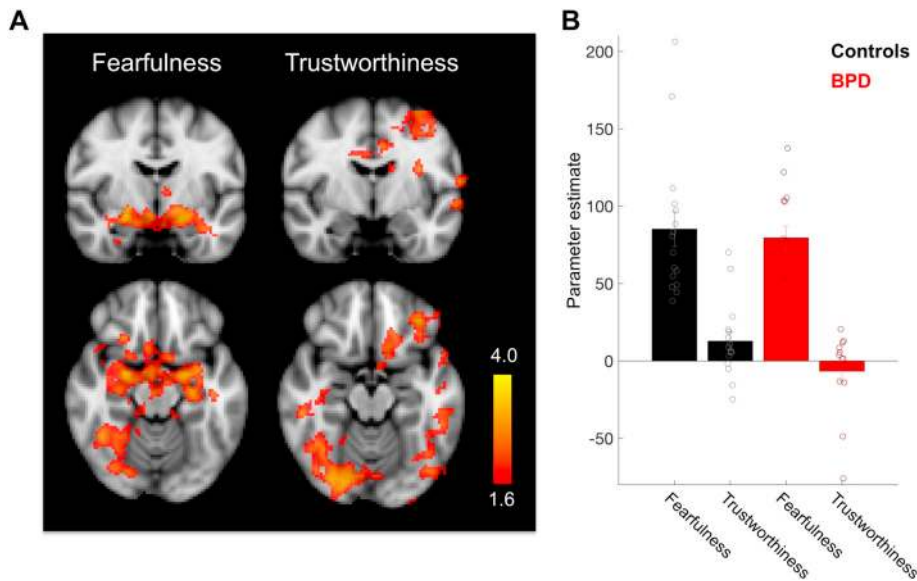 A
Fearfulness
Trustworthiness
4.0
1.6
B
Controls
BPD
Parameter estimate
200
150
100
50
0
-50
Fearfulness
Trustworthiness
Fearfulness
Trustworthiness